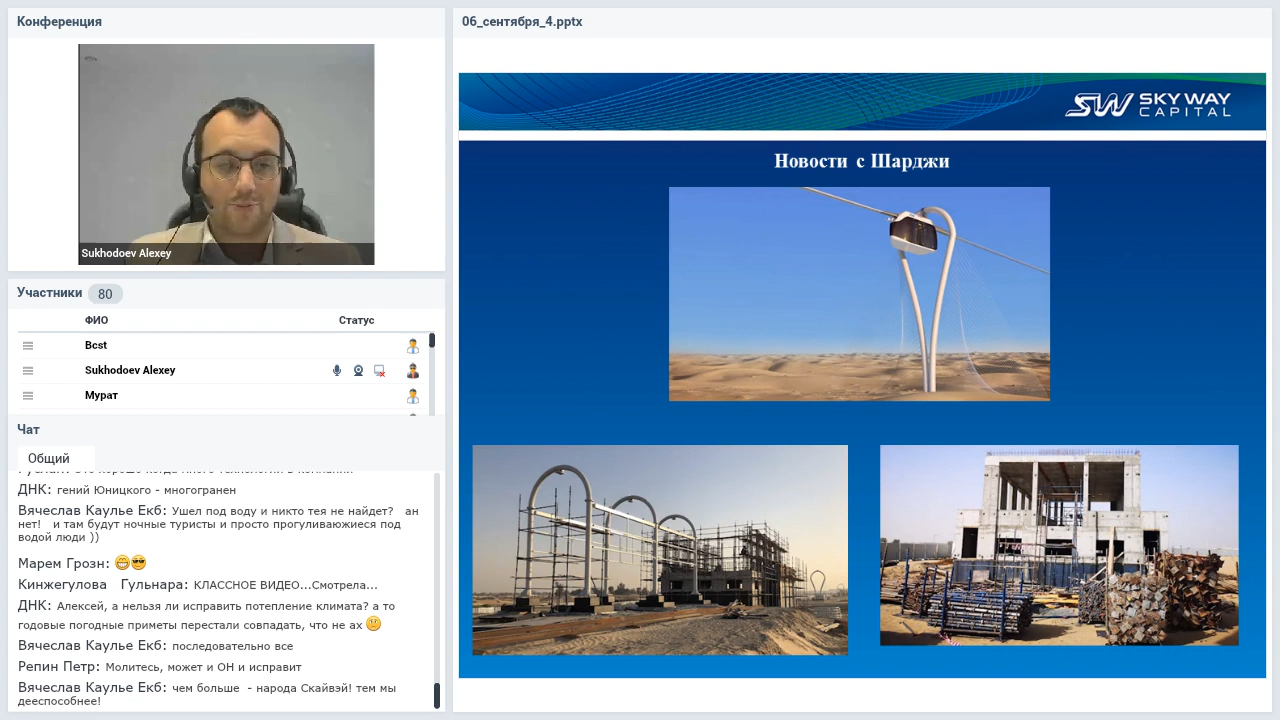 Конференция
Sukhodoev Alexey
Участники 80
ФИО Статус
Bcst
Sukhodoev Alexey
Мурат
Чат
Общий
ДНК: гений Юницкого - многогранен
Вячеслав Каулье Екб: Ушел под воду и никто тея не найдет? ан
нет! и там будут ночные туристы и просто прогуливаюжиеся под
водой люди ))
Марем Грозн:
Кинжегулова Гульнара: КЛАССНОЕ ВИДЕО...Смотрела...
ДНК: Алексей, а нельзя ли исправить потепление климата? а то
годовые погодные приметы перестали совпадать, что не ах
Вячеслав Каулье Екб: последовательно все
Репин Петр: Молитесь, может и ОН и исправит
Вячеслав Каулье Екб: чем больше - народа Скайвэй! тем мы
дееспособнее!
06_сентября_4.pptx
SW SKY WAY
CAPITAL
Новости с Шарджи